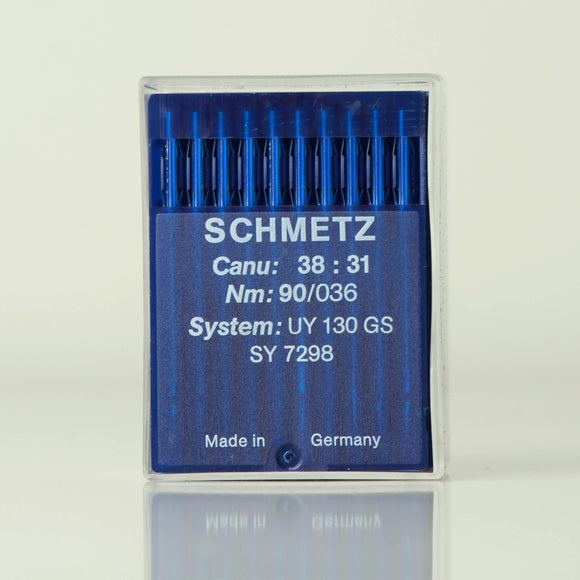 SCHMETZ
Canu: 38 : 31
Nm: 90/036
System: UY 130 GS
SY 7298
Made in Germany